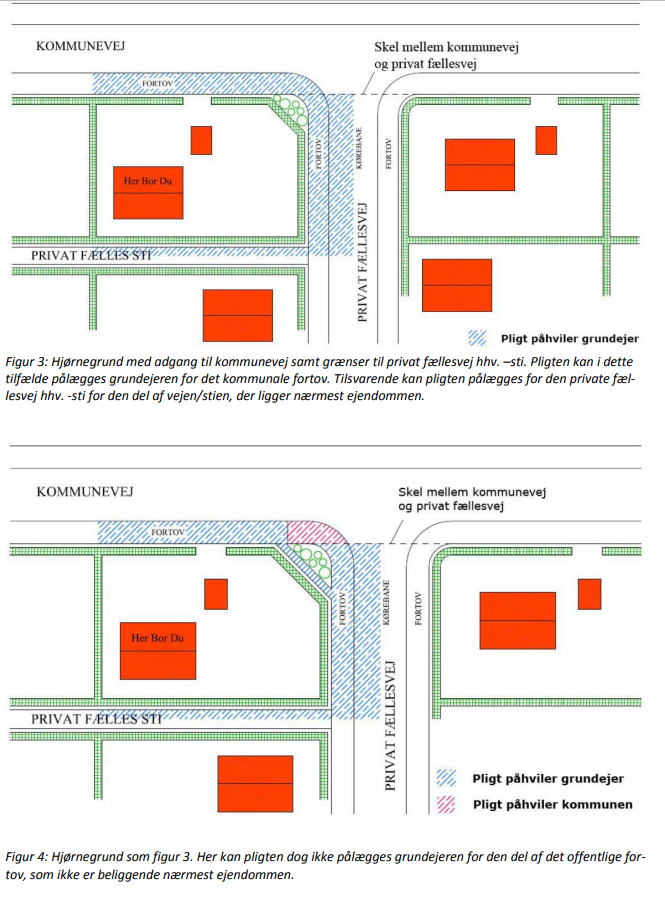 KOMMUNEVEJ
Skel mellem kommunevej
og privat fællesvej
FORTOV
FORTOV
KØREBANE
FORTOV
Her Bor Du
PRIVAT FÆLLES STI
PRIVAT FÆLLESVEJ
Pligt påhviler grundejer
Figur 3: Hjørnegrund med adgang til kommunevej samt grænser til privat fællesvej hhv. –sti. Pligten kan i dette
tilfælde pålægges grundejeren for det kommunale fortov. Tilsvarende kan pligten pålægges for den private fæl-
lesvej hhv. -sti for den del af vejen/stien, der ligger nærmest ejendommen.
KOMMUNEVEJ
Skel mellem kommunevej
og privat fællesvej
FORTOV
FORTOV
KØREBANE
FORTOV
Her Bor Du
PRIVAT FÆLLES STI
PRIVAT FÆLLESVEJ
Pligt påhviler grundejer
Pligt påhviler kommunen
Figur 4: Hjørnegrund som figur 3. Her kan pligten dog ikke pålægges grundejeren for den del af det offentlige for-
tov, som ikke er beliggende nærmest ejendommen.